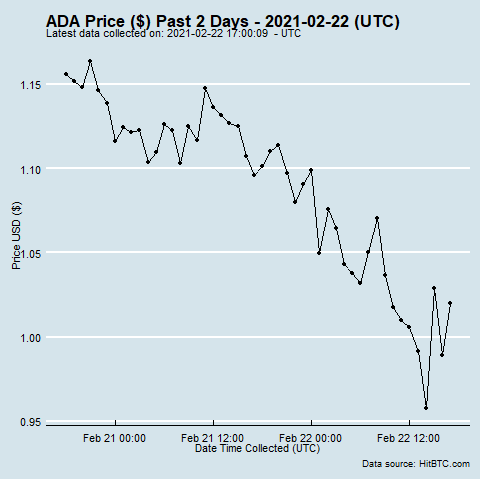 ADA Price ($) Past 2 Days - 2021-02-22 (UTC)
Latest data collected on: 2021-02-22 17:00:09  - UTC
1.15
1.10
1.05
1.00
0.95
Price USD ($)
Feb 21 00:00 Feb 21 12:00 Feb 22 00:00 Feb 22 12:00
Date Time Collected (UTC)
Data source: HitBTC.com